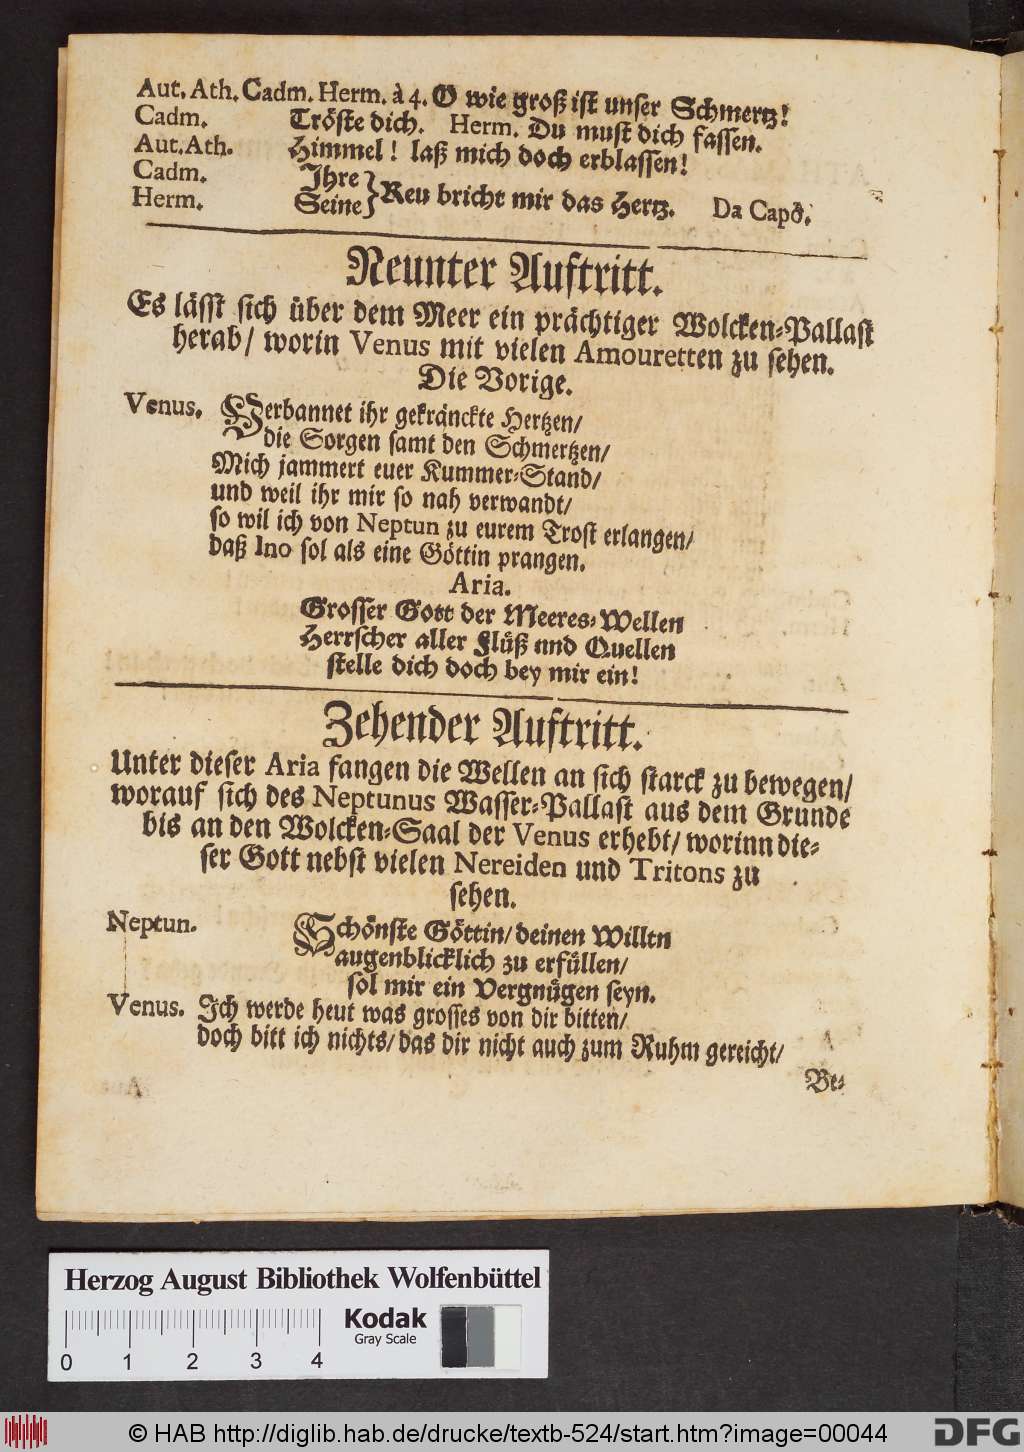 Aut. Ath. Cadm. Herm. à 4. O wie groß ist unser Schmertz!
Cadm. Tröste dich. Herm. Du must dich fassen.
Aut. Ath. Himmel! laß mich doch erblassen!
Cadm. Ihre
Herm. Seine } Reu bricht mir das Hertz. Da Capo.
Neunter Auftritt.
Es lässt sich über dem Meer ein prächtiger Wolcken-Pallast
herab/ worin Venus mit vielen Amouretten zu sehen.
Die Vorige.
Venus. Verbannet ihr gekränckte Hertzen/
die Sorgen samt den Schmertzen/
Mich jammert euer Kummer-Stand/
und weil ihr mir so nah verwandt/
so wil ich von Neptun zu eurem Trost erlangen/
daß Ino sol als eine Göttin prangen.
Aria.
Grosser Gott der Meeres-Wellen
Herrscher aller Flüß und Quellen
stelle dich doch bey mir ein!
Zehender Auftritt.
Unter dieser Aria fangen die Wellen an sich starck zu bewegen/
worauf sich des Neptunus Wasser-Pallast aus dem Grunde
bis an den Wolcken-Saal der Venus erhebt/ worinn die-
ser Gott nebst vielen Nereiden und Tritons zu
sehen.
Neptun. Schönste Göttin/ deinen Willtn
augenblicklich zu erfüllen/
sol mir ein Vergnügen seyn.
Venus. Ich werde heut was grosses von dir bitten/
doch bitt ich nichts/ das dir nicht auch zum Ruhm gereicht/
Be-
Herzog August Bibliothek Wolfenbüttel
Kodak
Gray Scale
0 1 2 3 4
© HAB http://diglib.hab.de/drucke/textb-524/start.htm?image=00044
DFG